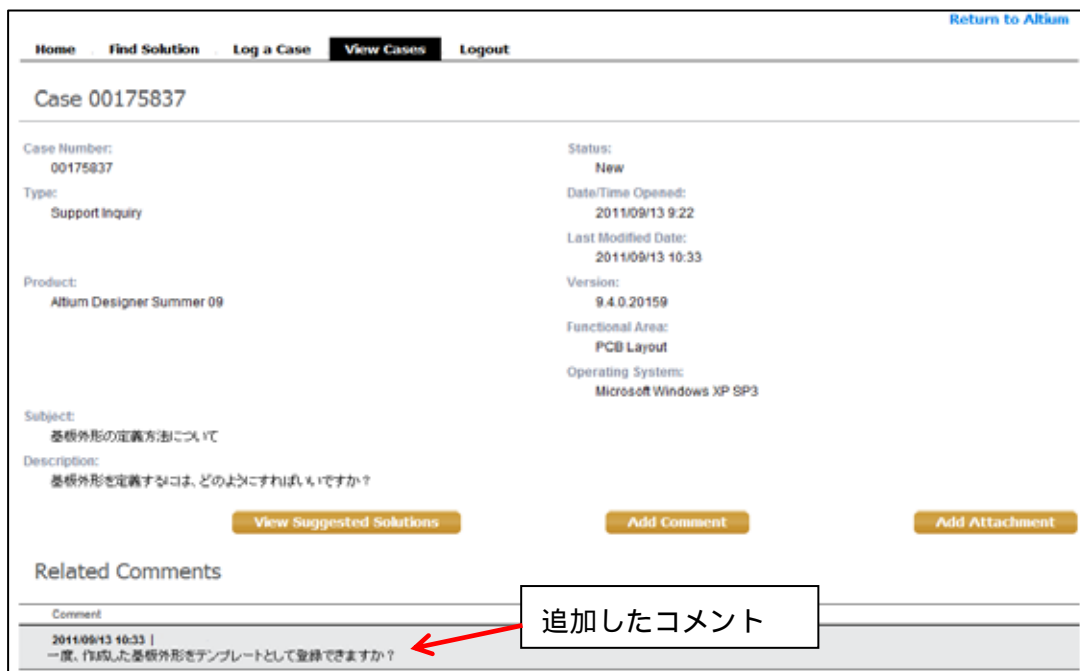 Return to Altium
Home Find Solution Log a Case View Cases Logout
Case 00175837
Case Number:
00175837
Status:
New
Type:
Support Inquiry
Date/Time Opened:
2011/09/13 9:22
Last Modified Date:
2011/09/13 10:33
Product:
Altium Designer Summer 09
Version:
9.4.0.20159
Functional Area:
PCB Layout
Operating System:
Microsoft Windows XP SP3
Subject:
基板外形の定義方法について
Description:
基板外形を定義するには、どのようにすればいいですか？
View Suggested Solutions Add Comment Add Attachment
Related Comments
追加したコメント
Comment
2011/09/13 10:33 |
一度、作成した基板外形をテンプレートとして登録できますか？